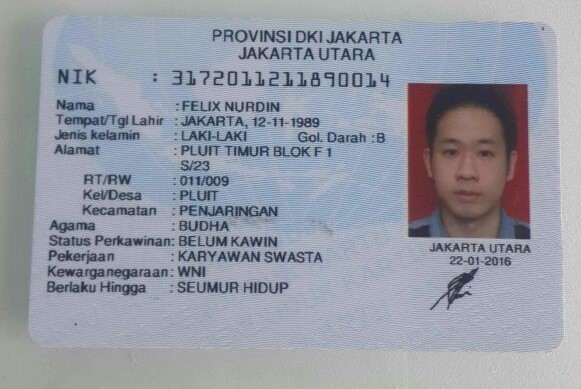 PROVINSI DKI JAKARTA
JAKARTA UTARA
NIK : 3172011211890014
Nama : FELIX NURDIN
Tempat/Tgl Lahir : JAKARTA, 12-11-1989
Jenis kelamin : LAKI-LAKI Gol. Darah :B
Alamat : PLUIT TIMUR BLOK F 1
S/23
RT/RW : 011/009
Kel/Desa : PLUIT
Kecamatan : PENJARINGAN
Agama : BUDHA
Status Perkawinan: BELUM KAWIN
Pekerjaan : KARYAWAN SWASTA
Kewarganegaraan: WNI
Berlaku Hingga : SEUMUR HIDUP
JAKARTA UTARA
22-01-2016